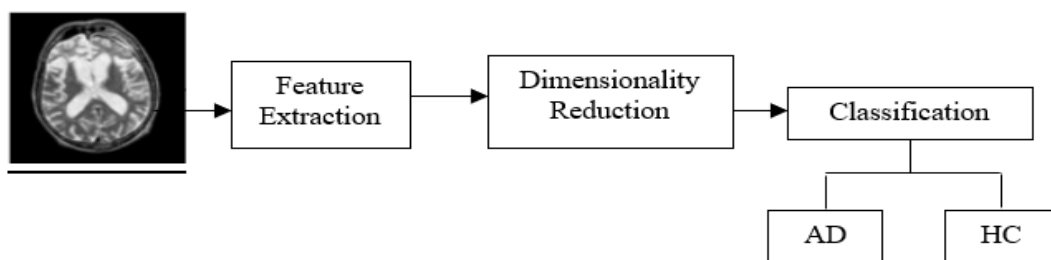 Feature
Extraction
Dimensionality
Reduction
Classification
AD
HC